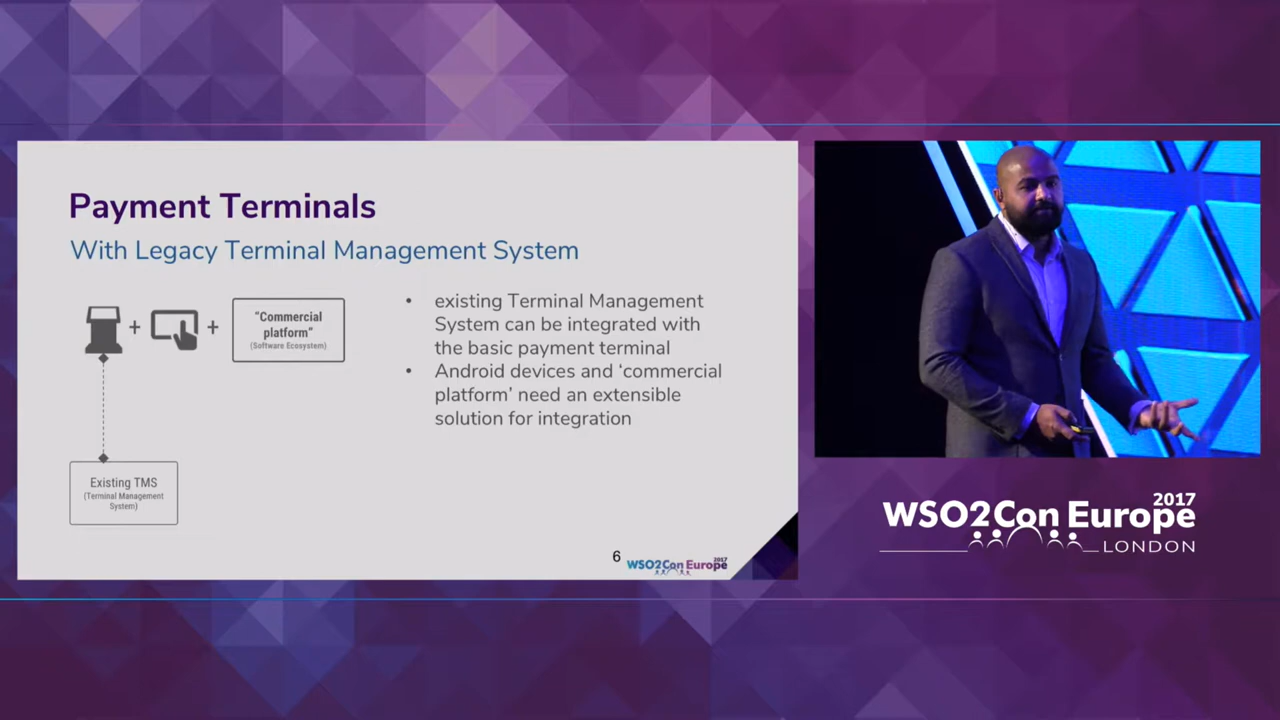 Payment Terminals
With Legacy Terminal Management System
+
+
“Commercial
platform”
(Software Ecosystem)
Existing TMS
(Terminal Management
System)
• existing Terminal Management
System can be integrated with
the basic payment terminal
• Android devices and ‘commercial
platform’ need an extensible
solution for integration
6
WSO2Con Europe
2017
WSO2Con Europe
2017
LONDON